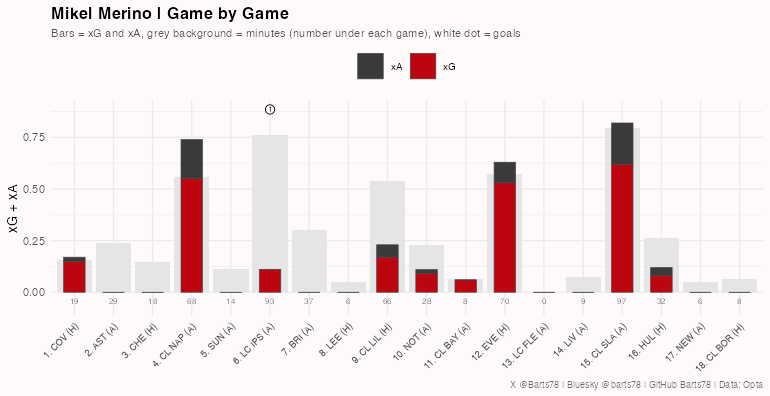 Mikel Merino | Game by Game
Bars = xG and xA, grey background = minutes (number under each game), white dot = goals
xA xG
1
xG + xA
0.75
0.50
0.25
0.00
19 29 18 68 14 93 37 6 66 28 8 70 0 9 97 32 6 8
1. COV (H)
2. AST (A)
3. CHE (H)
4. CL NAP (A)
5. SUN (A)
6. LC IPS (A)
7. BRI (A)
8. LEE (H)
9. CL LIL (H)
10. NOT (A)
11. CL BAY (A)
12. EVE (H)
13. LC FLE (A)
14. LIV (A)
15. CL SLA (A)
16. HUL (H)
17. NEW (A)
18. CL BOR (H)
X @Barts78 | Bluesky @barts78 | GitHub Barts78 | Data: Opta